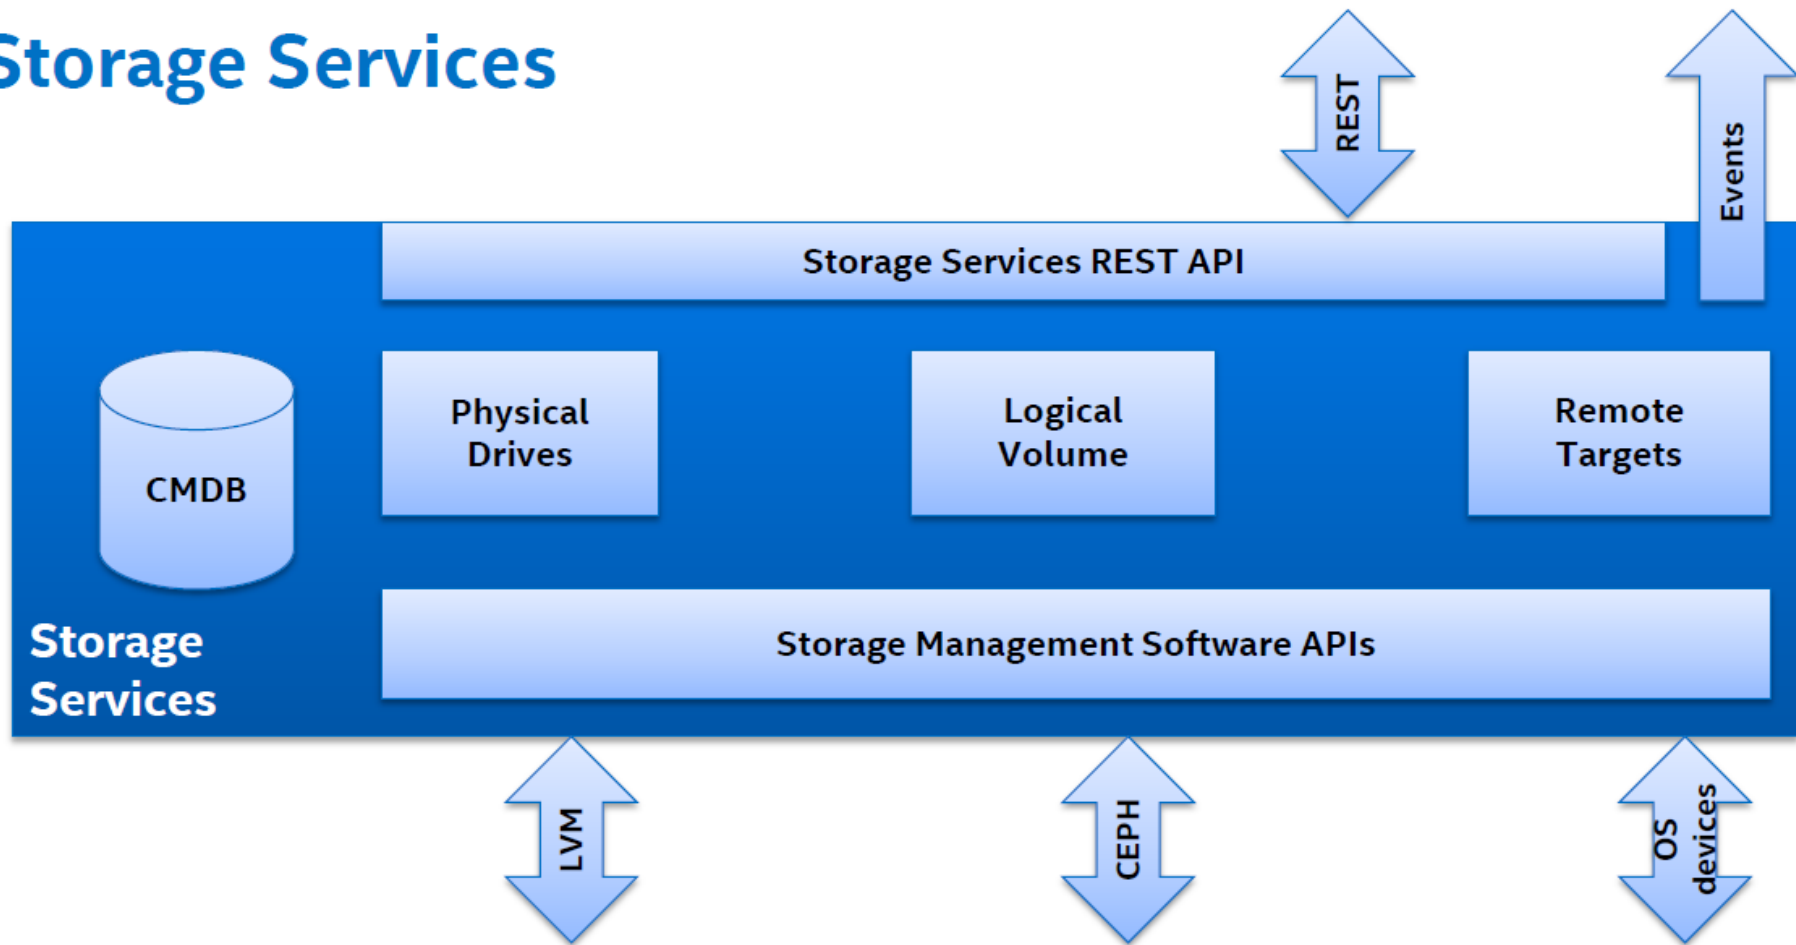 Storage Services
REST
Events
Storage Services REST API
Physical
Drives
Logical
Volume
Remote
Targets
CMDB
Storage
Services
Storage Management Software APIs
LVM
CEPH
OS
devices